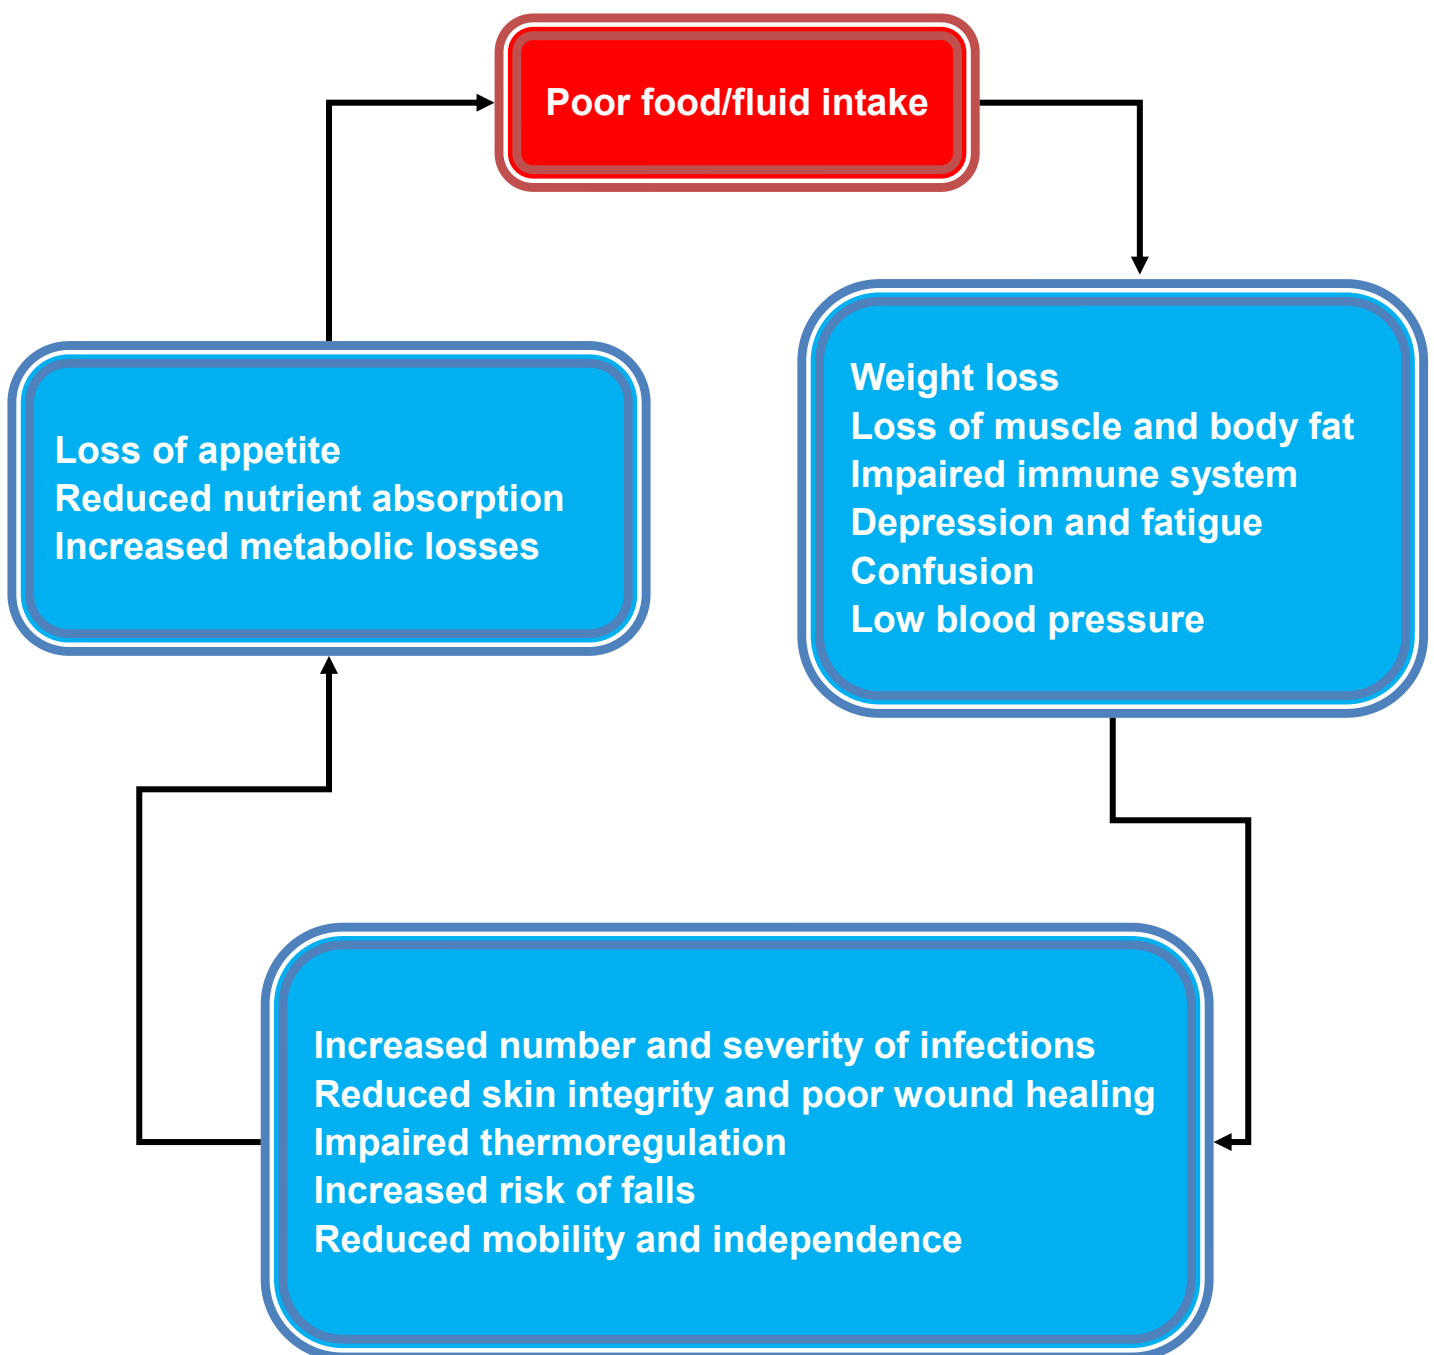 Poor food/fluid intake
Weight loss
Loss of muscle and body fat
Impaired immune system
Depression and fatigue
Confusion
Low blood pressure
Increased number and severity of infections
Reduced skin integrity and poor wound healing
Impaired thermoregulation
Increased risk of falls
Reduced mobility and independence
Loss of appetite
Reduced nutrient absorption
Increased metabolic losses